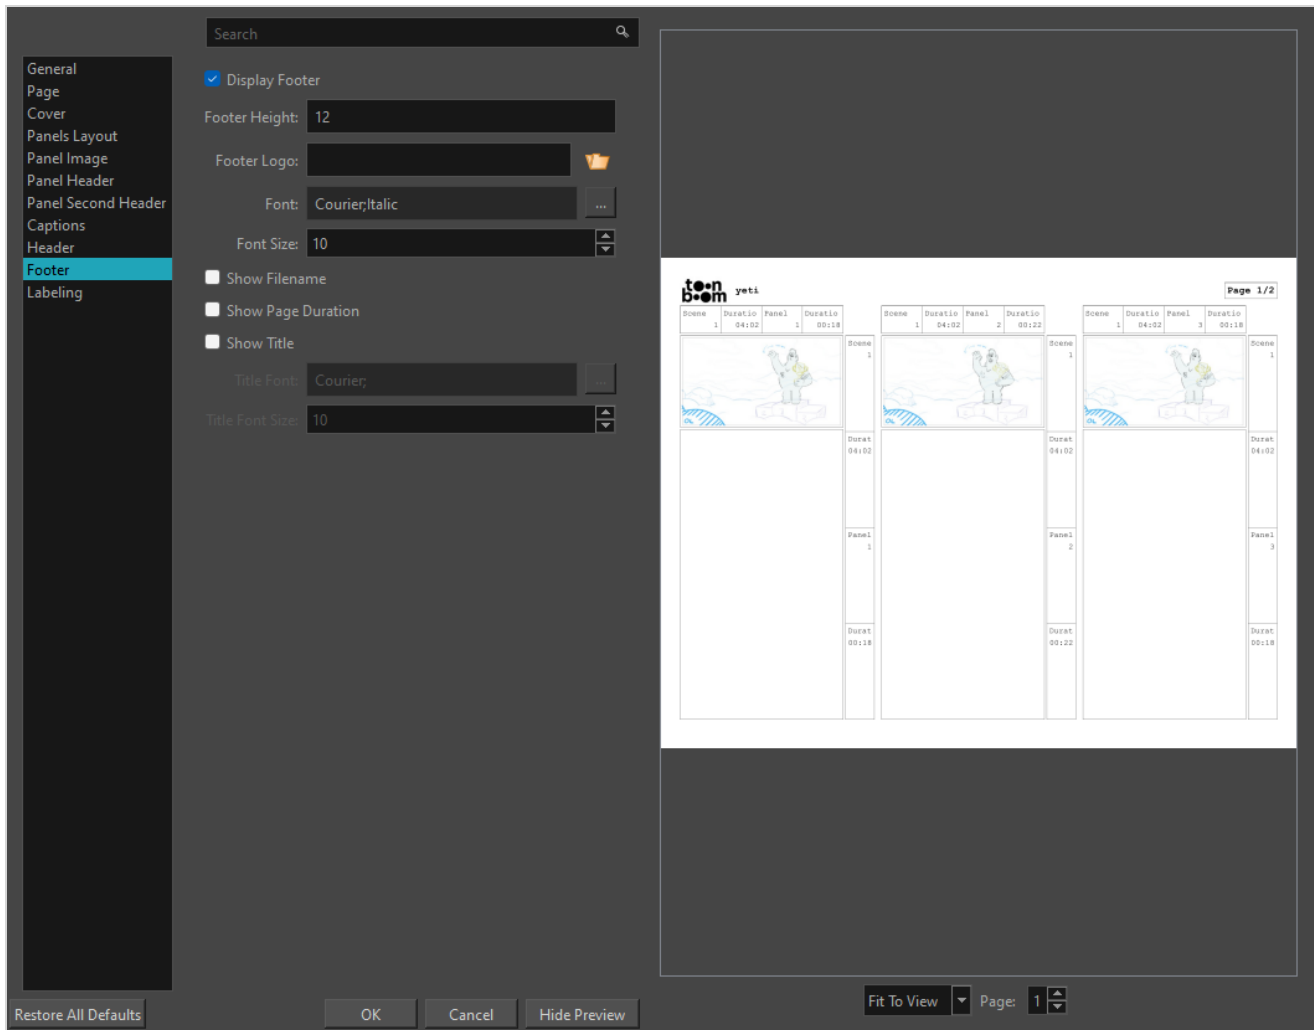 Search
General
Page
Cover
Panels Layout
Panel Image
Panel Header
Panel Second Header
Captions
Header
Footer
Labeling
Display Footer
Footer Height: 12
Footer Logo:
Font: Courier;Italic ...
Font Size: 10
Show Filename
Show Page Duration
Show Title
Title Font: Courier; ...
Title Font Size: 10
Restore All Defaults
OK Cancel Hide Preview
toon
boom
yeti
Page 1/2
Scene Duratio Panel Duratio
1 04:02 1 00:18
Scene
1
OL
Durat
04:02
Panel
1
Durat
00:18
Scene Duratio Panel Duratio
1 04:02 2 00:22
Scene
1
OL
Durat
04:02
Panel
2
Durat
00:22
Scene Duratio Panel Duratio
1 04:02 3 00:18
Scene
1
OL
Durat
04:02
Panel
3
Durat
00:18
Fit To View Page: 1